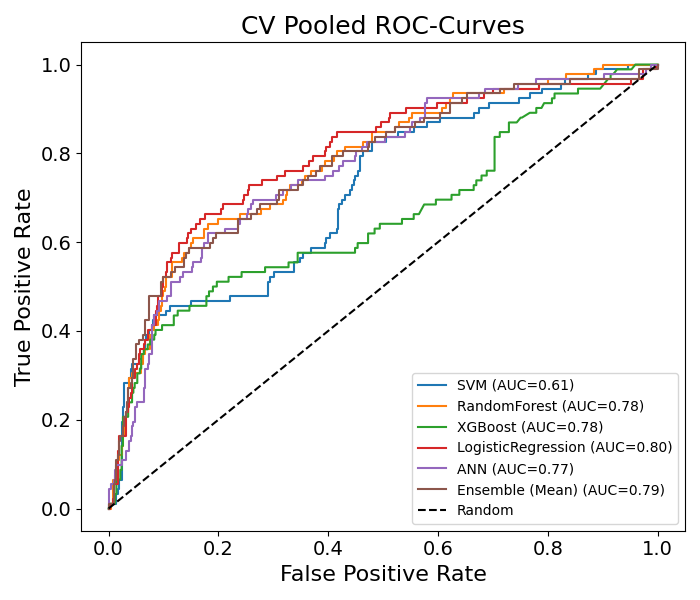 CV Pooled ROC-Curves
True Positive Rate
1.0
0.8
0.6
0.4
0.2
0.0
0.0 0.2 0.4 0.6 0.8 1.0
False Positive Rate
SVM (AUC=0.61)
RandomForest (AUC=0.78)
XGBoost (AUC=0.78)
LogisticRegression (AUC=0.80)
ANN (AUC=0.77)
Ensemble (Mean) (AUC=0.79)
Random